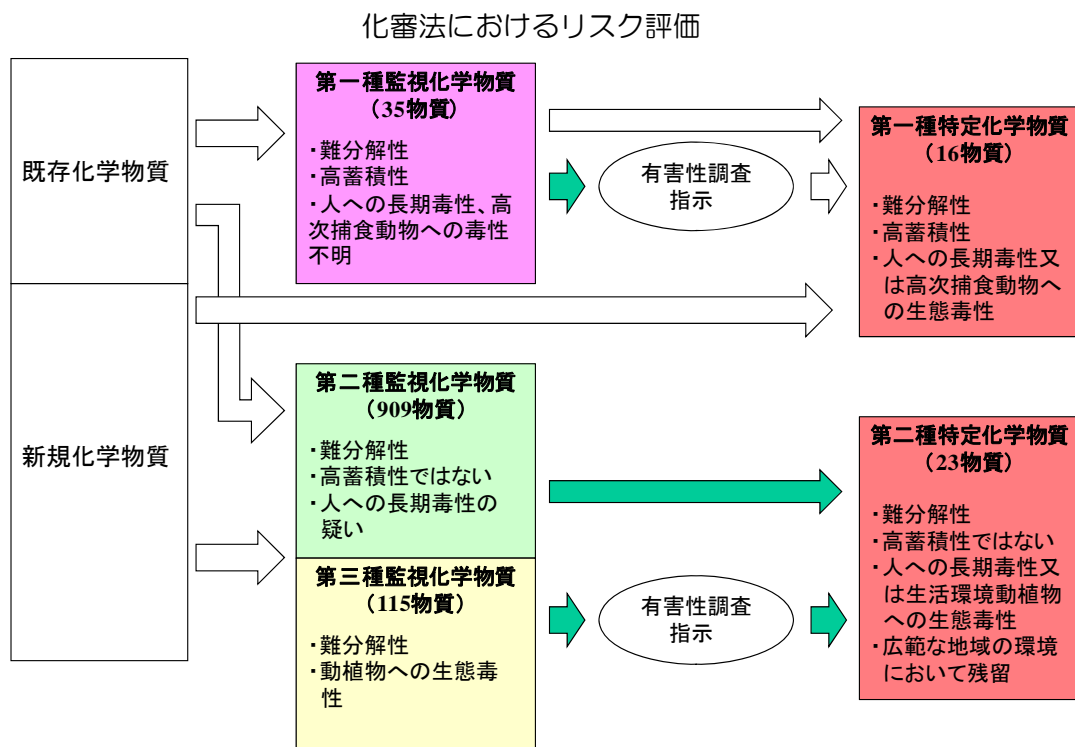 化審法におけるリスク評価
既存化学物質
新規化学物質
第一種監視化学物質
(35物質)
・難分解性
・高蓄積性
・人への長期毒性、高
次捕食動物への毒性
不明
有害性調査
指示
第一種特定化学物質
(16物質)
・難分解性
・高蓄積性
・人への長期毒性又
は高次捕食動物へ
の生態毒性
第二種監視化学物質
(909物質)
・難分解性
・高蓄積性ではない
・人への長期毒性の
疑い
第三種監視化学物質
(115物質)
・難分解性
・動植物への生態毒
性
有害性調査
指示
第二種特定化学物質
(23物質)
・難分解性
・高蓄積性ではない
・人への長期毒性又
は生活環境動植物
への生態毒性
・広範な地域の環境
において残留